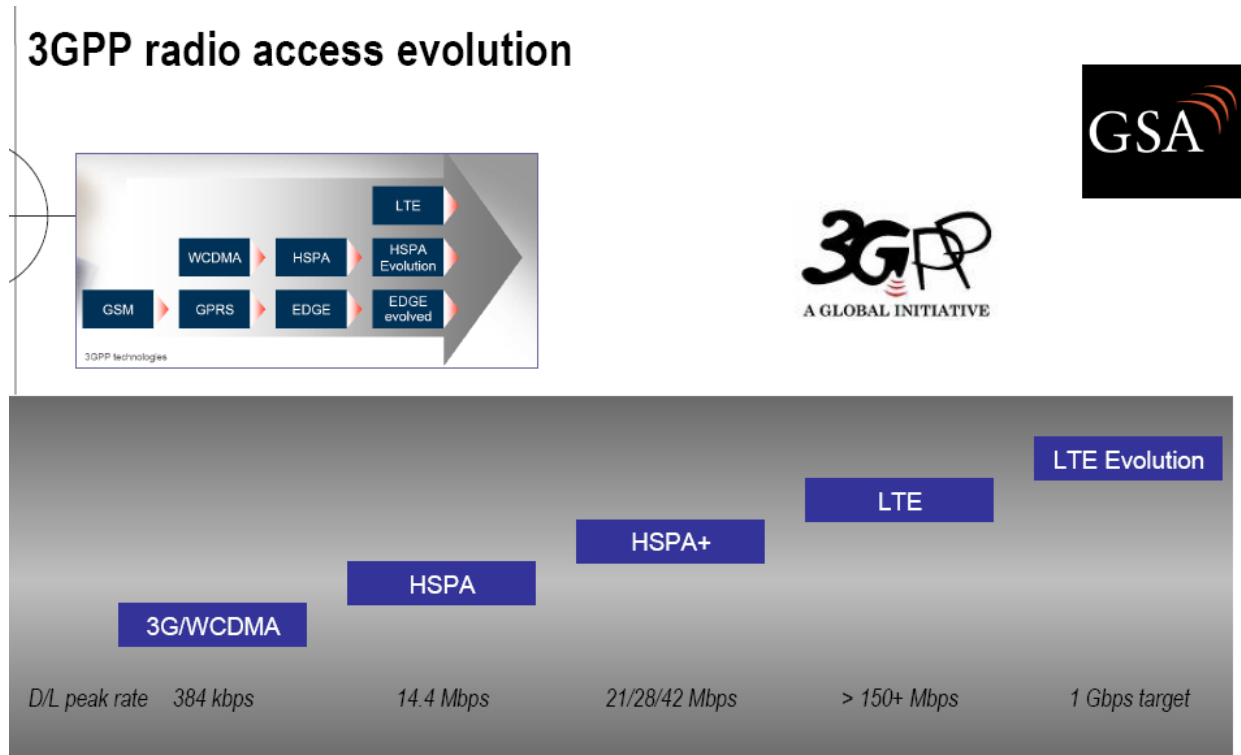 3GPP radio access evolution
GSA
LTE
WCDMA
HSPA
HSPA
Evolution
GSM
GPRS
EDGE
EDGE
evolved
3GPP technologies
3GPP
A GLOBAL INITIATIVE
LTE Evolution
LTE
HSPA+
HSPA
3G/WCDMA
D/L peak rate 384 kbps 14.4 Mbps 21/28/42 Mbps > 150+ Mbps 1 Gbps target